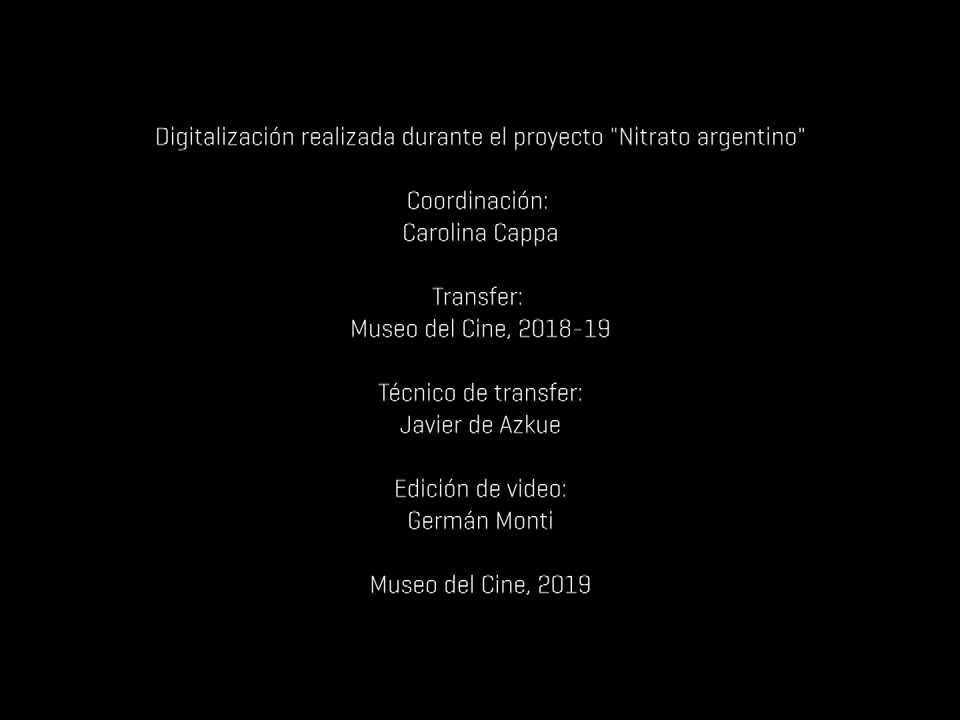 Digitalización realizada durante el proyecto "Nitrato argentino"
Coordinación:
Carolina Cappa
Transfer:
Museo del Cine, 2018-19
Técnico de transfer:
Javier de Azkue
Edición de video:
Germán Monti
Museo del Cine, 2019